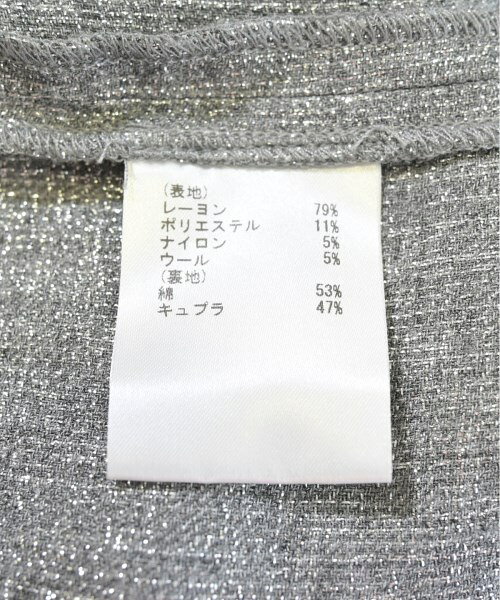 (表地)
レーヨン 79%
ポリエステル 11%
ナイロン 5%
ウール 5%
(裏地)
綿 53%
キュプラ 47%